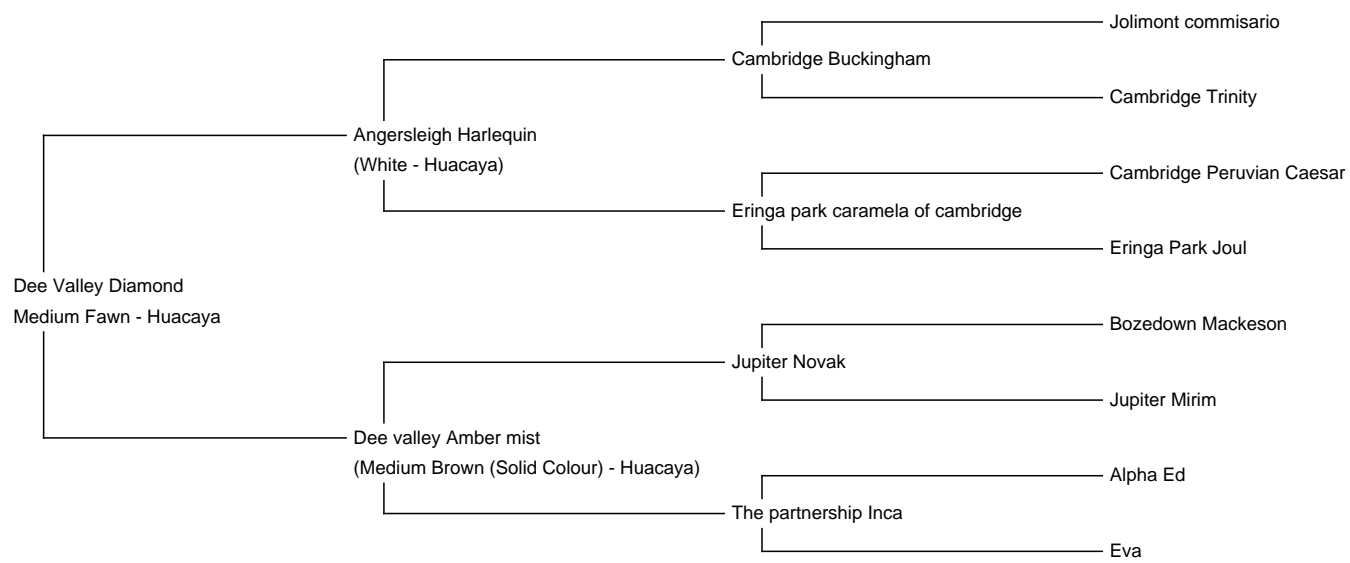 Jolimont commisario
Cambridge Buckingham
Cambridge Trinity
Angersleigh Harlequin
(White - Huacaya)
Cambridge Peruvian Caesar
Eringa park caramela of cambridge
Eringa Park Joul
Dee Valley Diamond
Medium Fawn - Huacaya
Bozedown Mackeson
Jupiter Novak
Jupiter Mirim
Dee valley Amber mist
(Medium Brown (Solid Colour) - Huacaya)
Alpha Ed
The partnership Inca
Eva